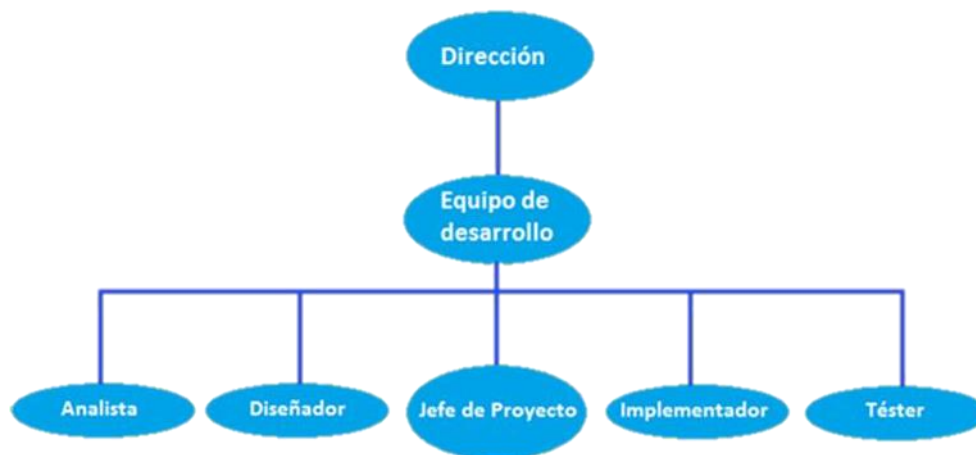 Dirección
Equipo de
desarrollo
Analista
Diseñador
Jefe de Proyecto
Implementador
Téster